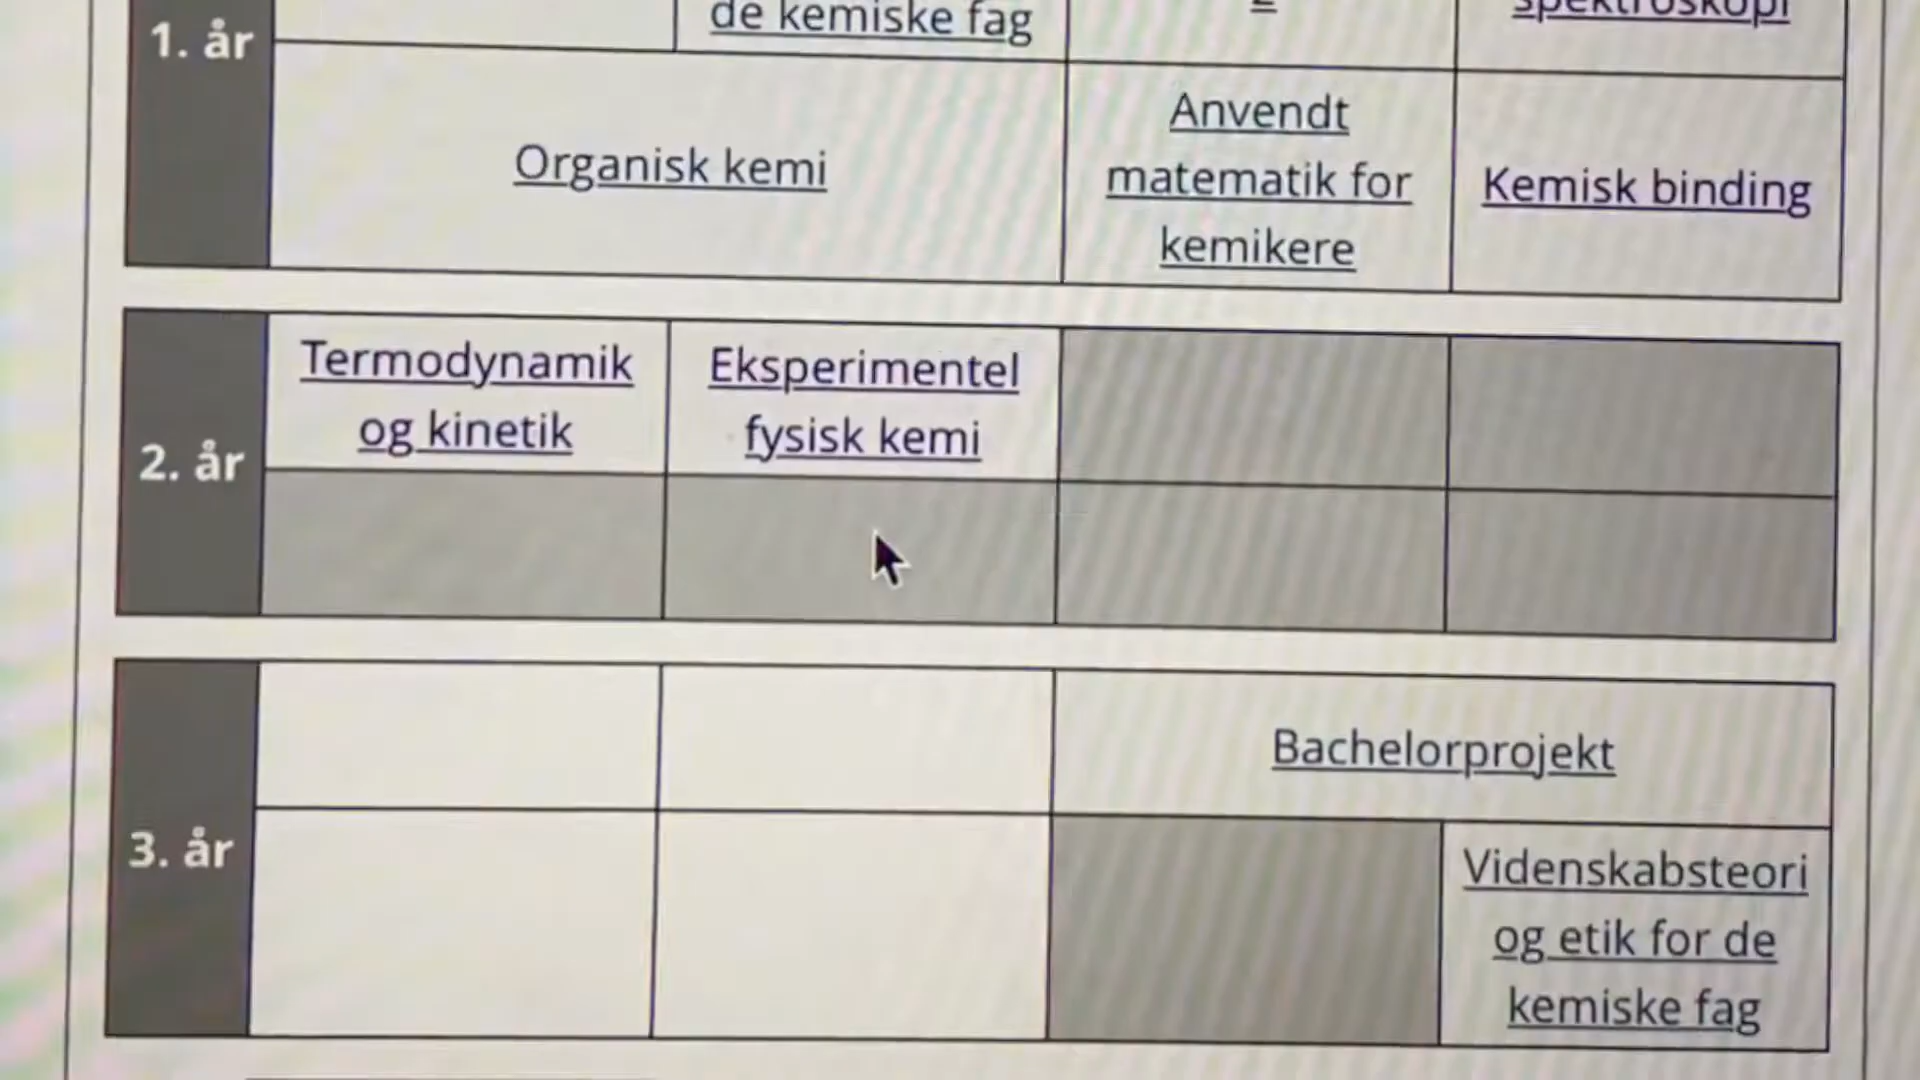 1. år
de kemiske fag
spektroskopi
Organisk kemi
Anvendt
matematik for
kemikere
Kemisk binding
2. år
Termodynamik
og kinetik
Eksperimentel
fysisk kemi
3. år
Bachelorprojekt
Videnskabsteori
og etik for de
kemiske fag